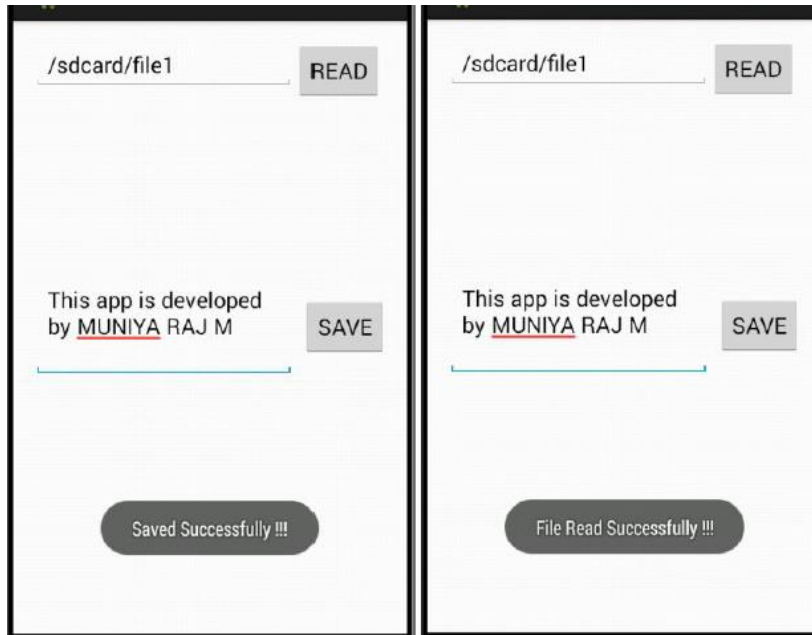 /sdcard/file1
READ
This app is developed
by MUNIYA RAJ M
SAVE
Saved Successfully !!!
/sdcard/file1
READ
This app is developed
by MUNIYA RAJ M
SAVE
File Read Successfully !!!